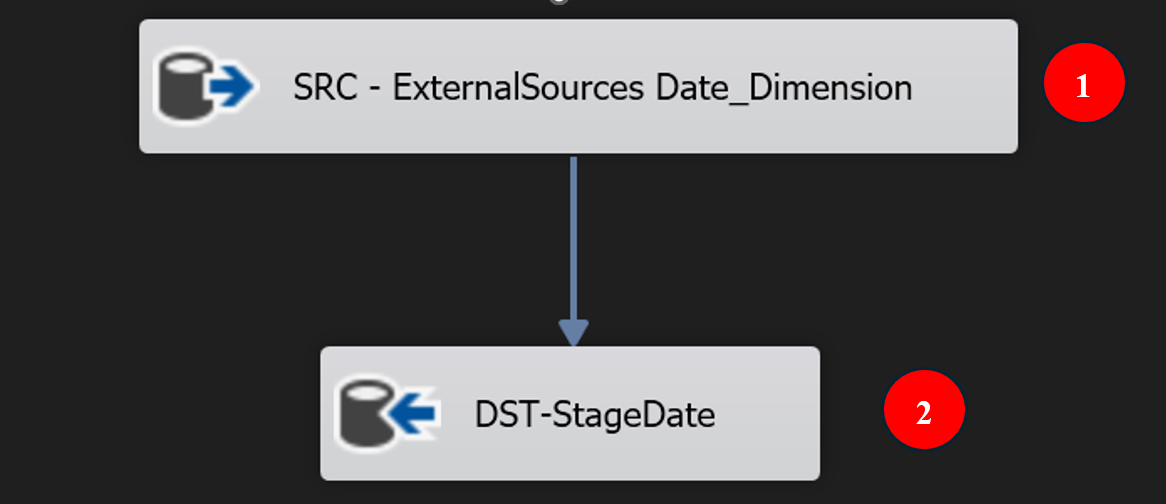 SRC - ExternalSources Date_Dimension
1
DST-StageDate
2